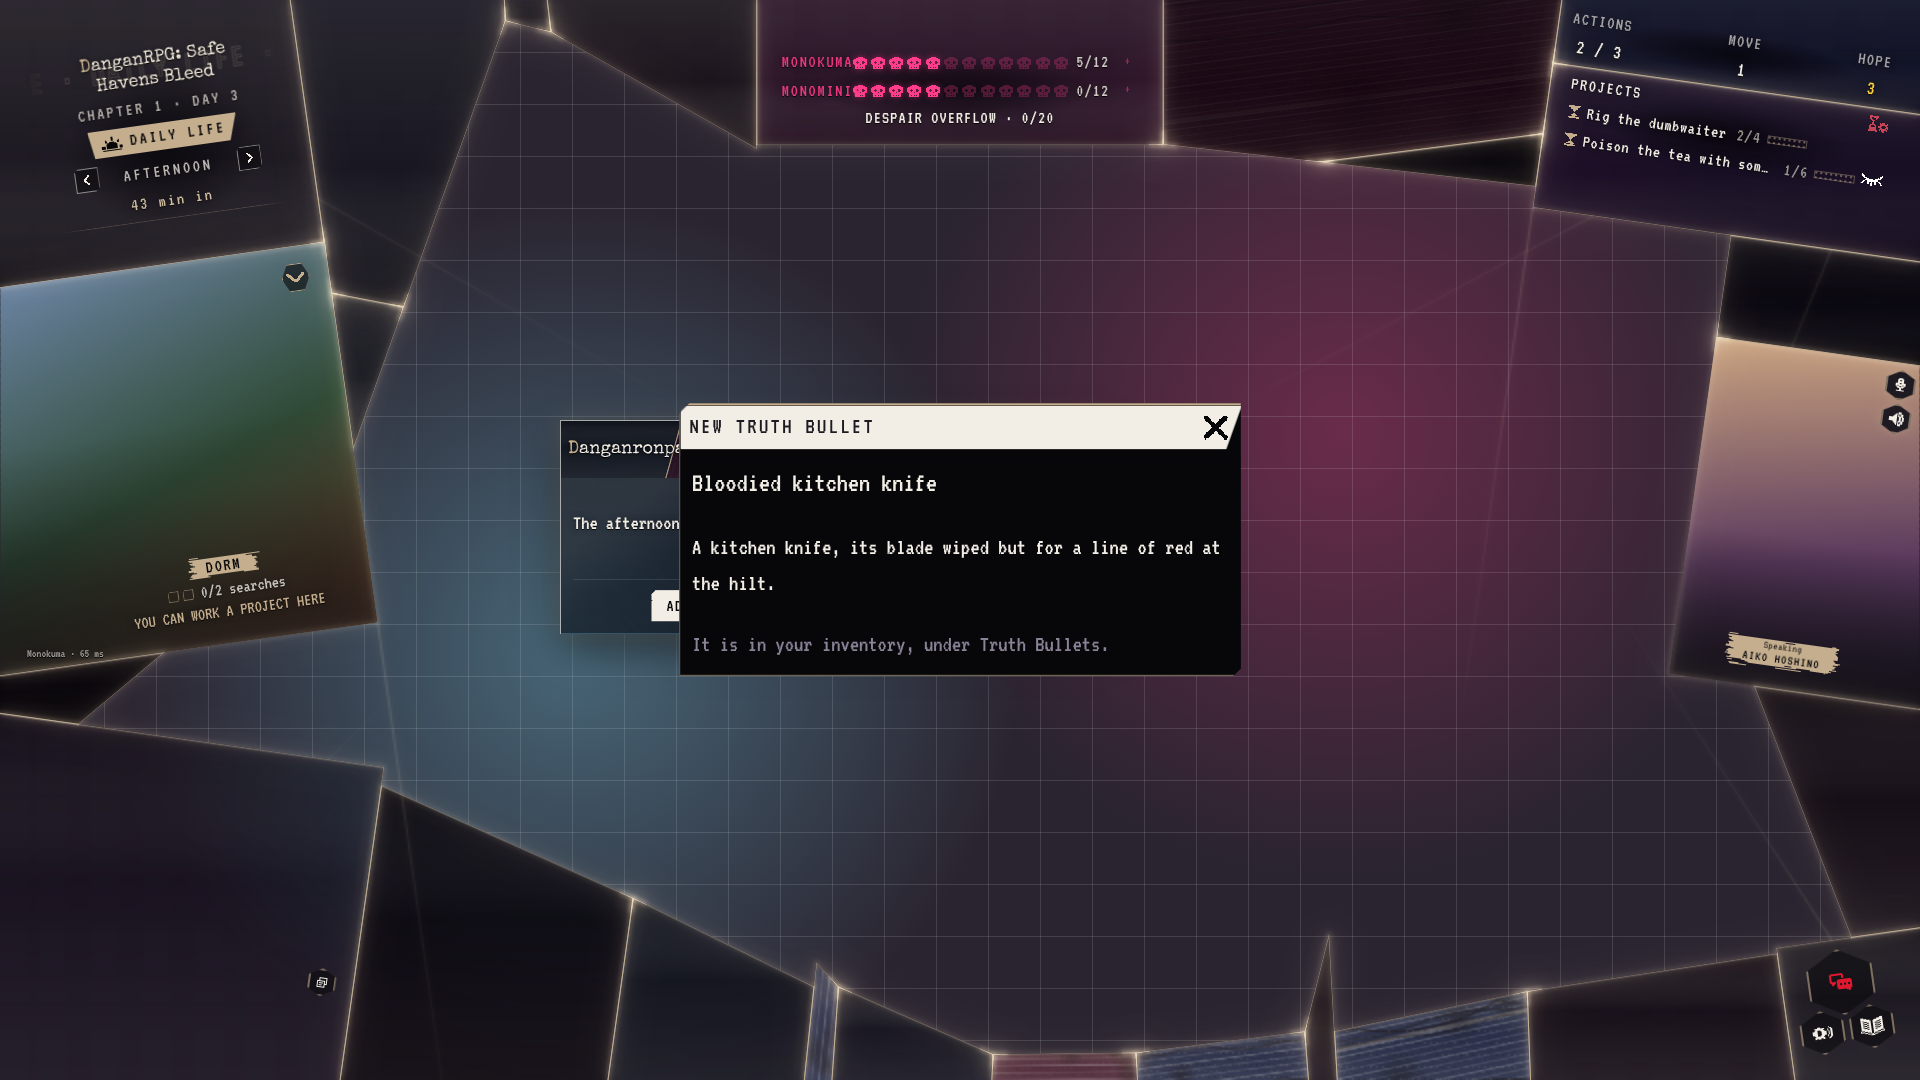 DanganRPG: Safe
Havens Bleed
CHAPTER 1 · DAY 3
DAILY LIFE
AFTERNOON
43 min in
MONOKUMA 5/12
MONOMINI 0/12
DESPAIR OVERFLOW · 0/20
ACTIONS
2 / 3
MOVE
1
HOPE
3
PROJECTS
Rig the dumbwaiter 2/4
Poison the tea with som… 1/6
DORM
0/2 searches
YOU CAN WORK A PROJECT HERE
Monokuma · 65 ms
Danganronpa
The afternoon
NEW TRUTH BULLET
Bloodied kitchen knife
A kitchen knife, its blade wiped but for a line of red at
the hilt.
It is in your inventory, under Truth Bullets.
Speaking
AIKO HOSHINO